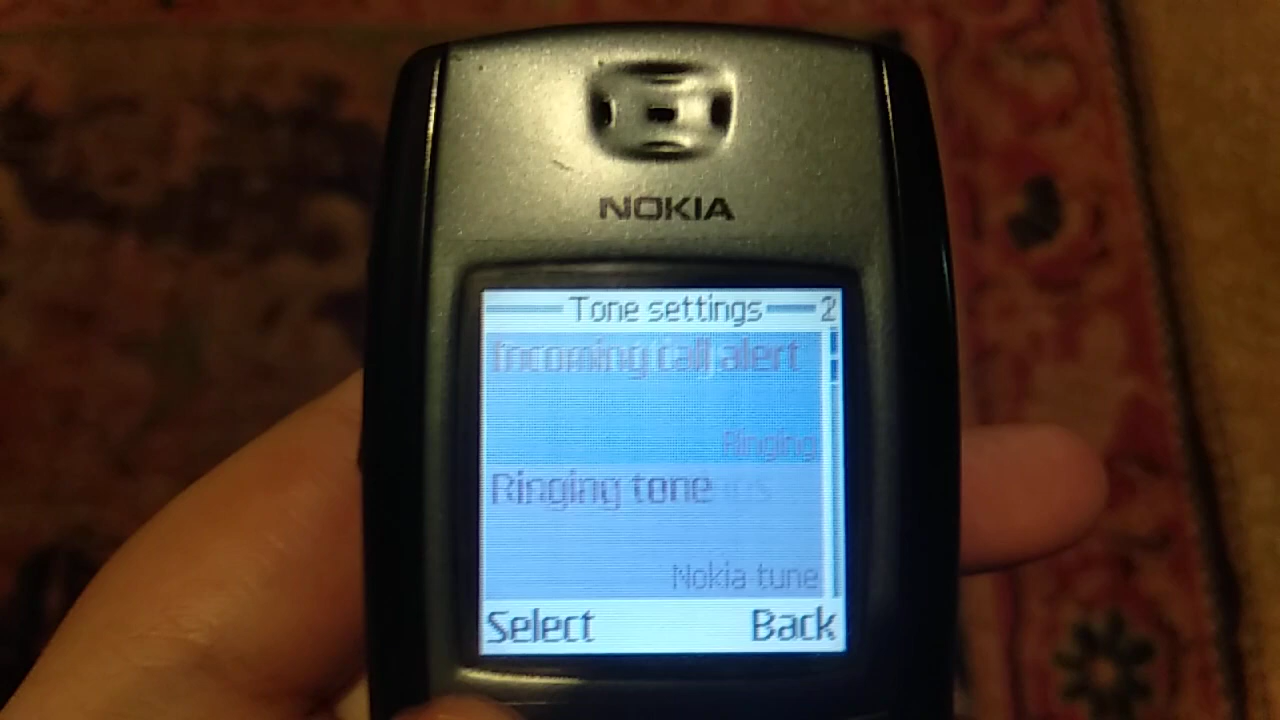 NOKIA
Tone settings 2
Incoming call alert
Ringing
Ringing tone
Nokia tune
Select Back